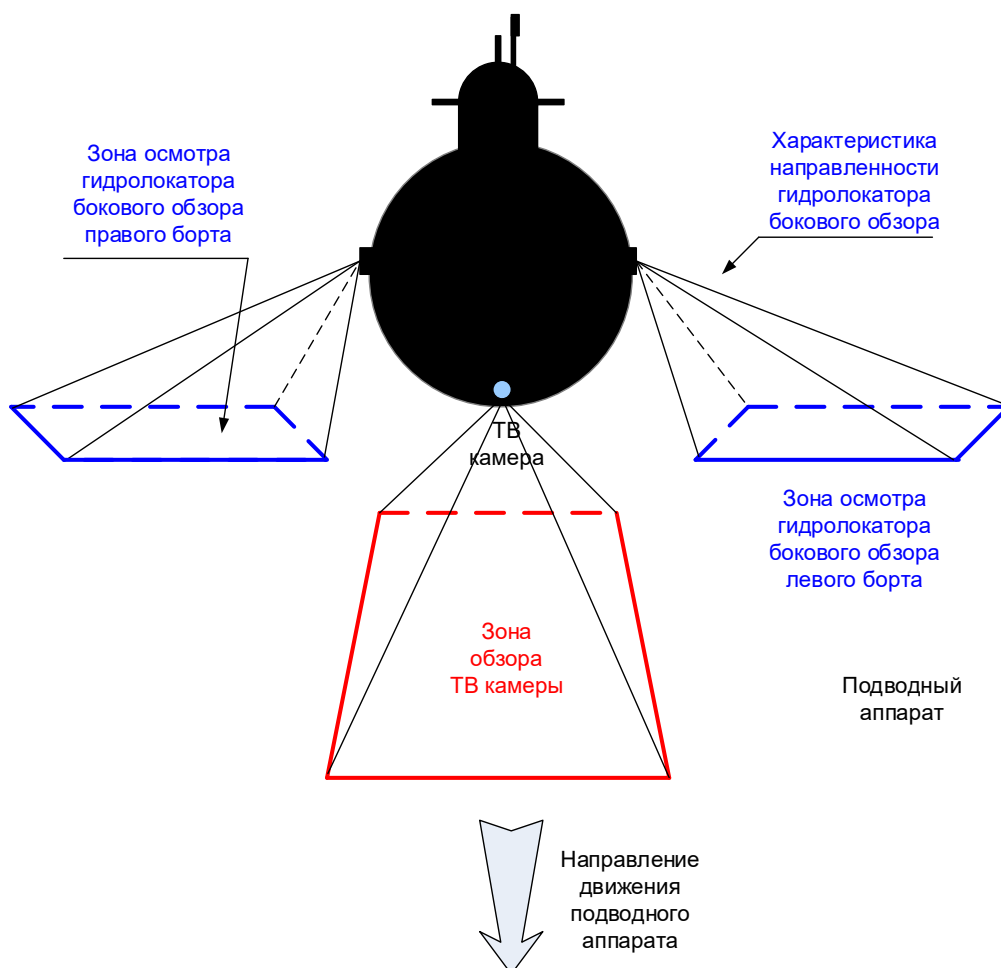 Зона осмотра
гидролокатора
бокового обзора
правого борта
Характеристика
направленности
гидролокатора
бокового обзора
ТВ
камера
Зона осмотра
гидролокатора
бокового обзора
левого борта
Зона
обзора
ТВ камеры
Подводный
аппарат
Направление
движения
подводного
аппарата